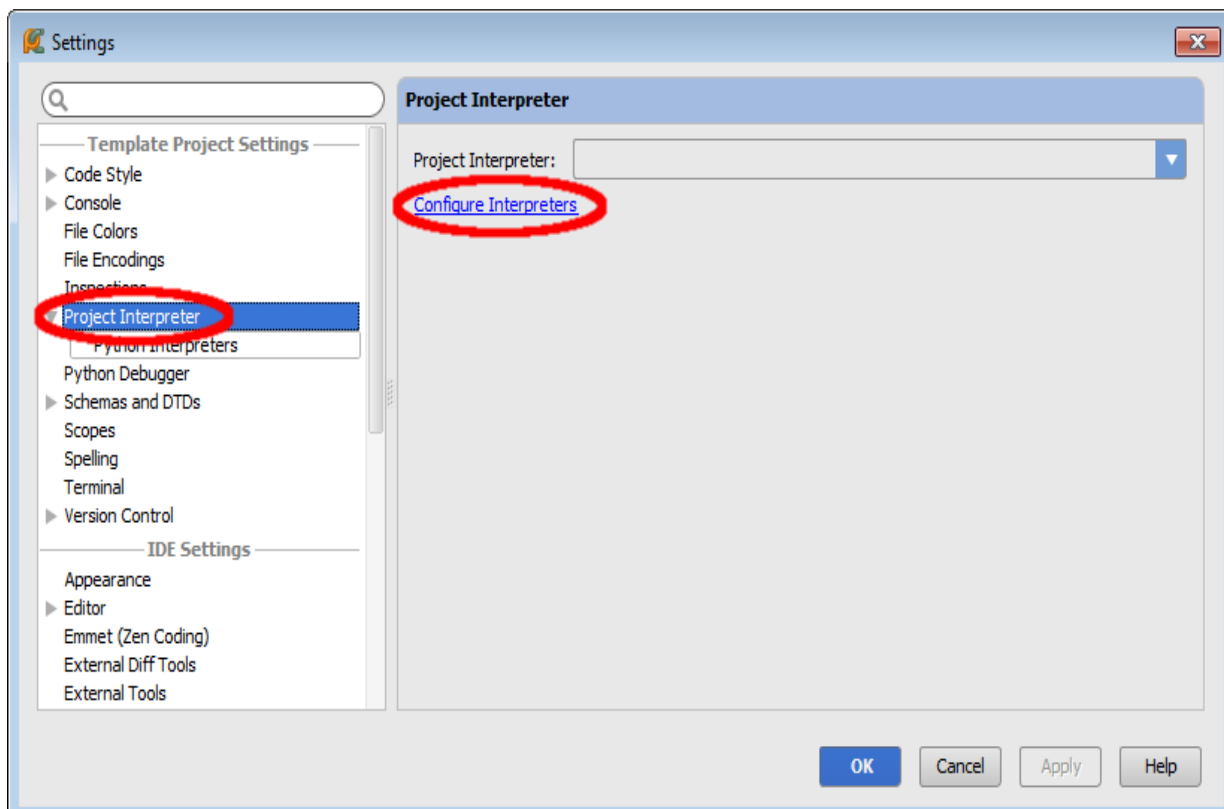 Settings
Project Interpreter
Template Project Settings
Project Interpreter:
Code Style
Configure Interpreters
Console
File Colors
File Encodings
Inspections
Project Interpreter
Python Interpreters
Python Debugger
Schemas and DTDs
Scopes
Spelling
Terminal
Version Control
IDE Settings
Appearance
Editor
Emmet (Zen Coding)
External Diff Tools
External Tools
OK Cancel Apply Help